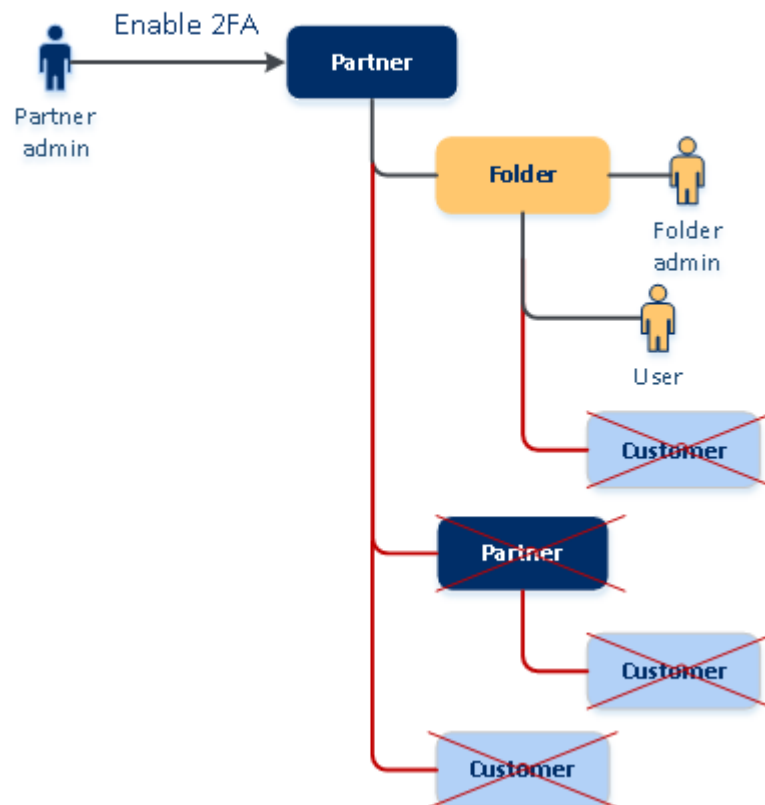 Enable 2FA
Partner
Partner
admin
Folder
Folder
admin
User
Customer
Partner
Customer
Customer